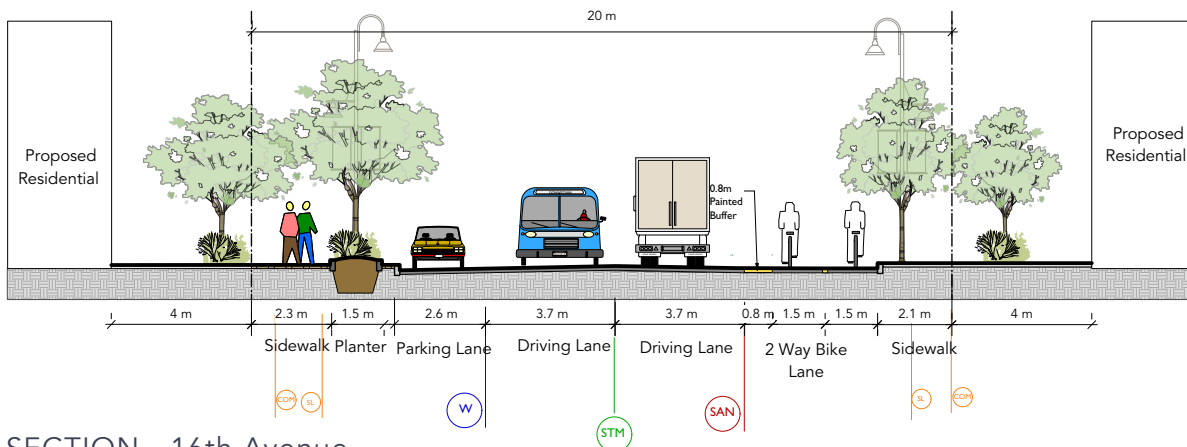 20 m
Proposed
Residential
Proposed
Residential
0.8m
Painted
Buffer
4 m
2.3 m
1.5 m
2.6 m
3.7 m
3.7 m
0.8 m
1.5 m
1.5 m
2.1 m
4 m
Sidewalk
Planter
Parking Lane
Driving Lane
Driving Lane
2 Way Bike
Lane
Sidewalk
COM
SL
W
STM
SAN
SL
COM
SECTION - 16th Avenue